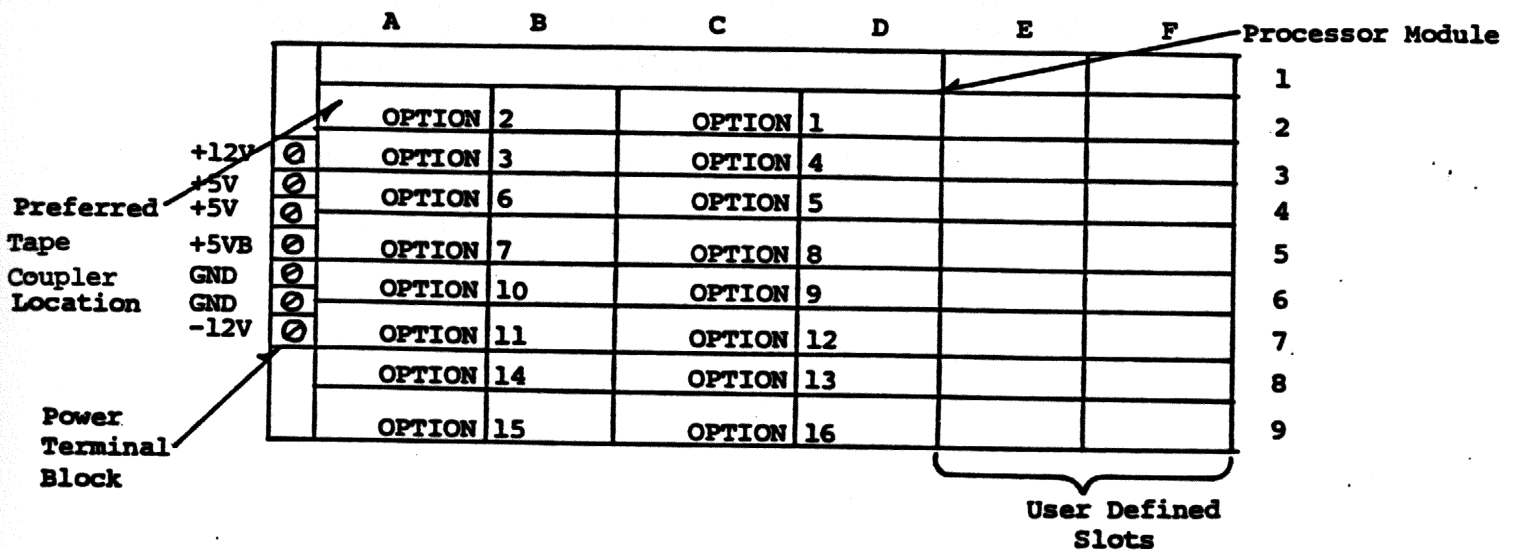 A B C D E F
Processor Module
1
OPTION 2 OPTION 1 2
+12V OPTION 3 OPTION 4 3
+5V
Preferred +5V OPTION 6 OPTION 5 4
Tape +5VB OPTION 7 OPTION 8 5
Coupler GND OPTION 10 OPTION 9 6
Location GND
-12V OPTION 11 OPTION 12 7
OPTION 14 OPTION 13 8
Power
Terminal
Block
OPTION 15 OPTION 16 9
User Defined
Slots